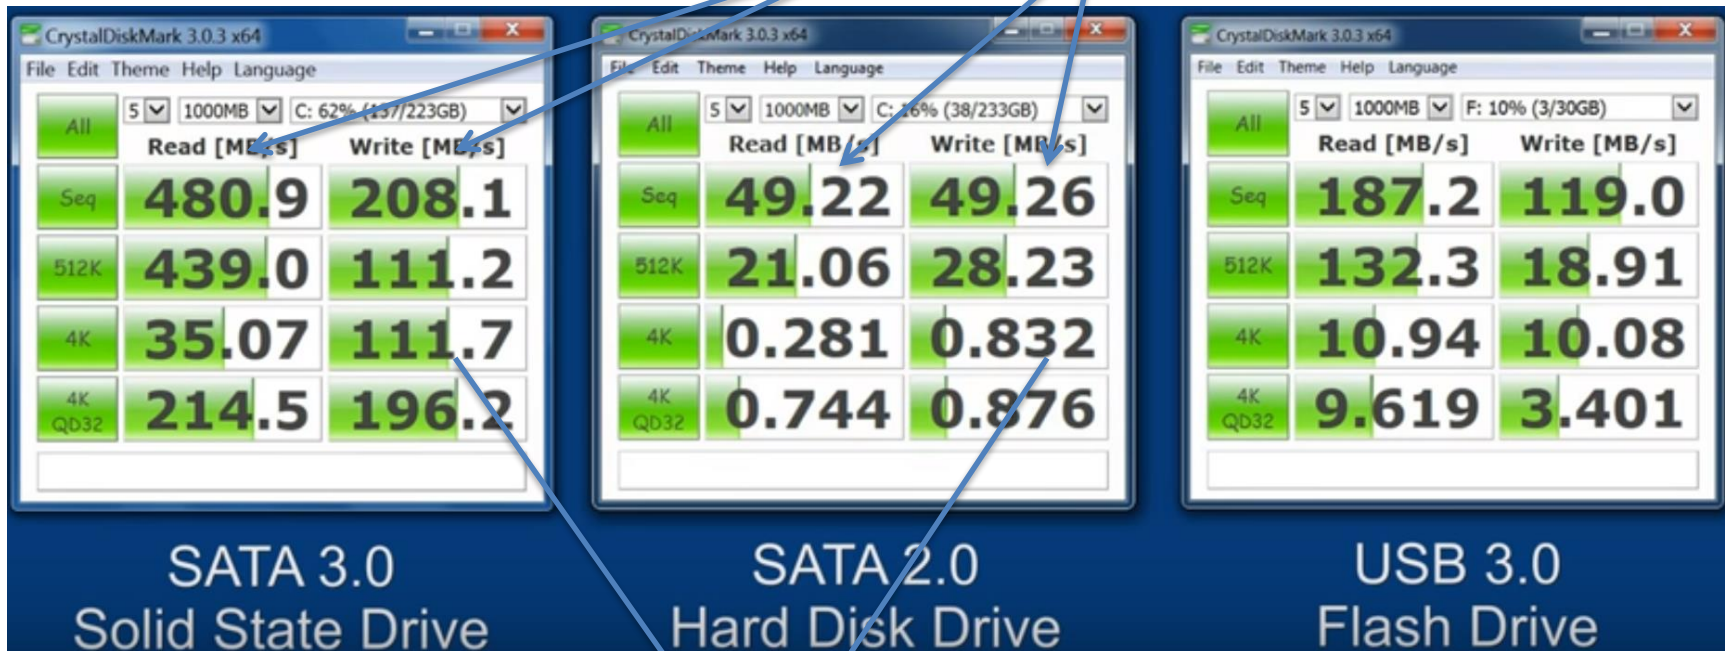 CrystalDiskMark 3.0.3 x64
File Edit Theme Help Language
All 5 1000MB C: 62% (137/223GB)
Read [MB/s] Write [MB/s]
Seq 480.9 208.1
512K 439.0 111.2
4K 35.07 111.7
4K QD32 214.5 196.2
SATA 3.0
Solid State Drive
CrystalDiskMark 3.0.3 x64
File Edit Theme Help Language
All 5 1000MB C: 16% (38/233GB)
Read [MB/s] Write [MB/s]
Seq 49.22 49.26
512K 21.06 28.23
4K 0.281 0.832
4K QD32 0.744 0.876
SATA 2.0
Hard Disk Drive
CrystalDiskMark 3.0.3 x64
File Edit Theme Help Language
All 5 1000MB F: 10% (3/30GB)
Read [MB/s] Write [MB/s]
Seq 187.2 119.0
512K 132.3 18.91
4K 10.94 10.08
4K QD32 9.619 3.401
USB 3.0
Flash Drive